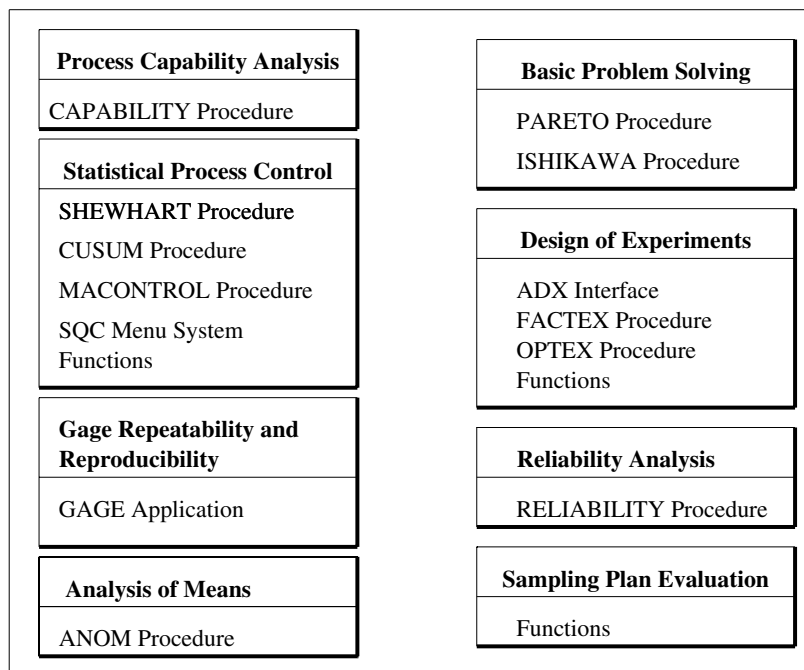 Process Capability Analysis
CAPABILITY Procedure
Statistical Process Control
SHEWHART Procedure
CUSUM Procedure
MACONTROL Procedure
SQC Menu System
Functions
Gage Repeatability and
Reproducibility
GAGE Application
Analysis of Means
ANOM Procedure
Basic Problem Solving
PARETO Procedure
ISHIKAWA Procedure
Design of Experiments
ADX Interface
FACTEX Procedure
OPTEX Procedure
Functions
Reliability Analysis
RELIABILITY Procedure
Sampling Plan Evaluation
Functions